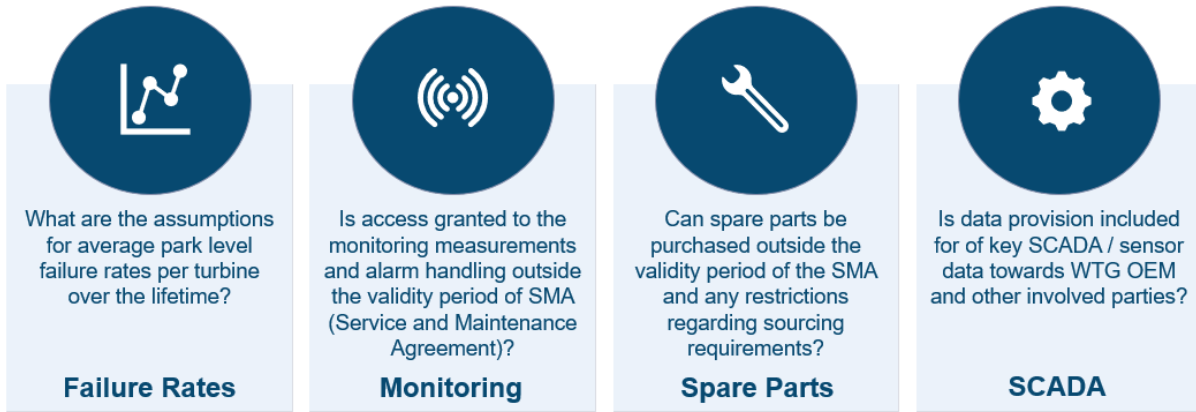 What are the assumptions
for average park level
failure rates per turbine
over the lifetime?
Failure Rates
Is access granted to the
monitoring measurements
and alarm handling outside
the validity period of SMA
(Service and Maintenance
Agreement)?
Monitoring
Can spare parts be
purchased outside the
validity period of the SMA
and any restrictions
regarding sourcing
requirements?
Spare Parts
Is data provision included
for of key SCADA / sensor
data towards WTG OEM
and other involved parties?
SCADA